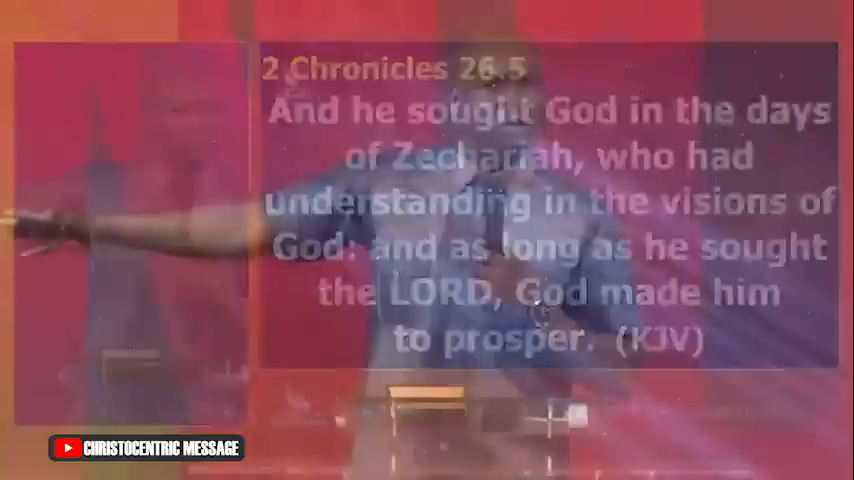 2 Chronicles 26.5
And he sought God in the days
of Zechariah, who had
understanding in the visions of
God: and as long as he sought
the LORD, God made him
to prosper. (KJV)
CHRISTOCENTRIC MESSAGE